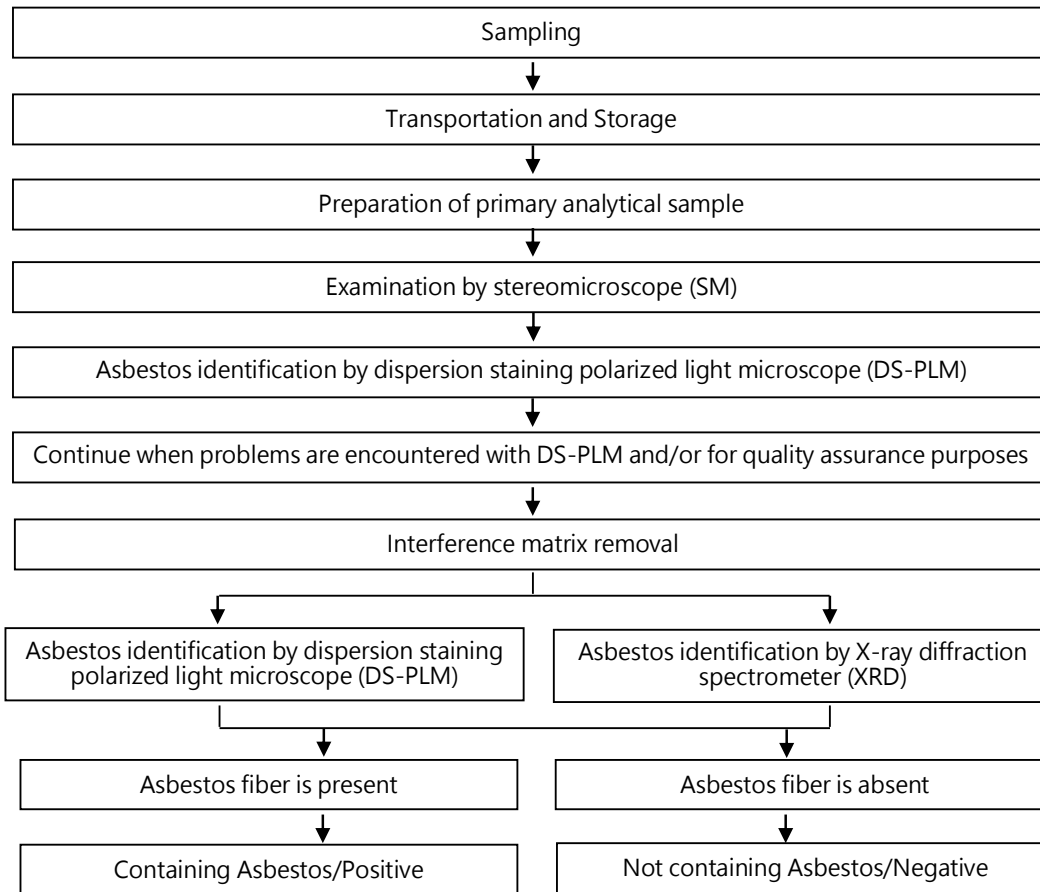 Sampling
Transportation and Storage
Preparation of primary analytical sample
Examination by stereomicroscope (SM)
Asbestos identification by dispersion staining polarized light microscope (DS-PLM)
Continue when problems are encountered with DS-PLM and/or for quality assurance purposes
Interference matrix removal
Asbestos identification by dispersion staining
polarized light microscope (DS-PLM)
Asbestos identification by X-ray diffraction
spectrometer (XRD)
Asbestos fiber is present
Asbestos fiber is absent
Containing Asbestos/Positive
Not containing Asbestos/Negative